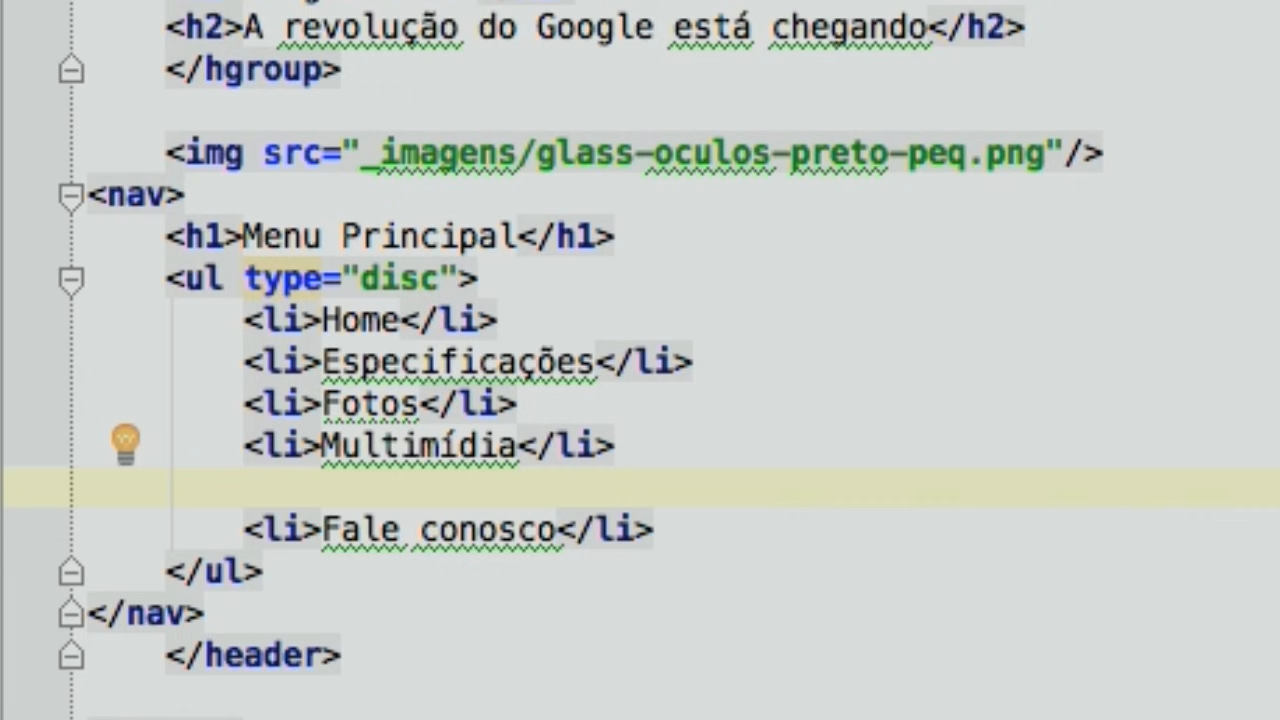 <h2>A revolução do Google está chegando</h2>
</hgroup>
<img src="_imagens/glass-oculos-preto-peq.png"/>
<nav>
<h1>Menu Principal</h1>
<ul type="disc">
<li>Home</li>
<li>Especificações</li>
<li>Fotos</li>
<li>Multimídia</li>
<li>Fale conosco</li>
</ul>
</nav>
</header>